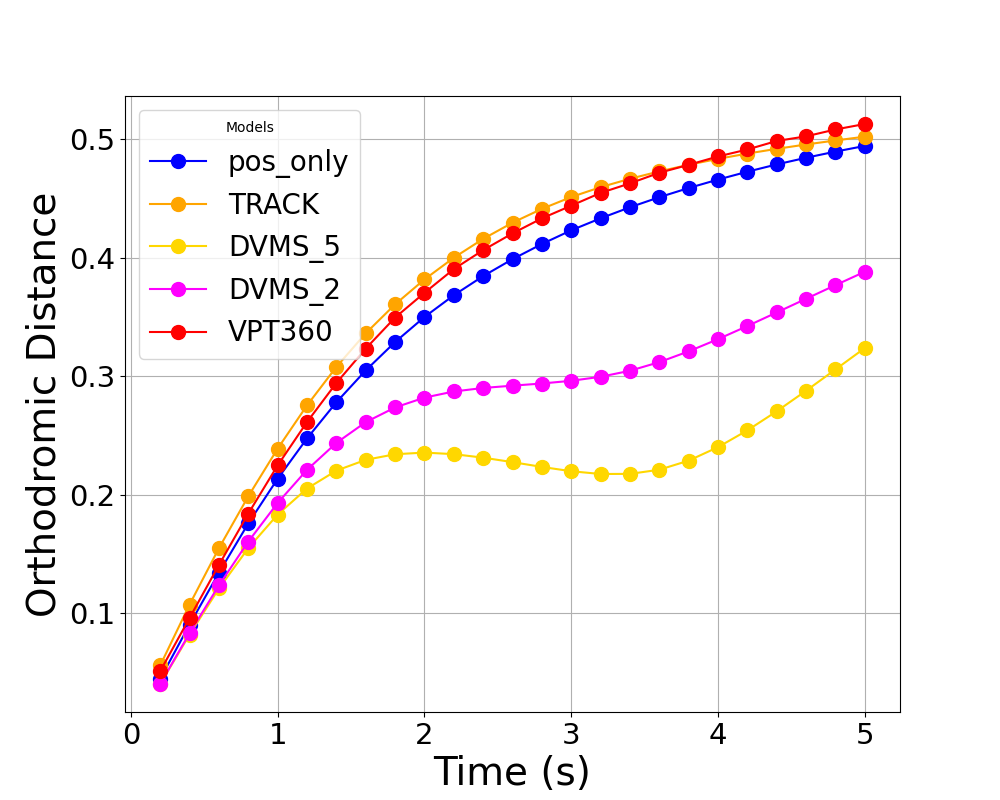 Models
pos_only
TRACK
DVMS_5
DVMS_2
VPT360
Orthodromic Distance
0.5
0.4
0.3
0.2
0.1
0 1 2 3 4 5
Time (s)